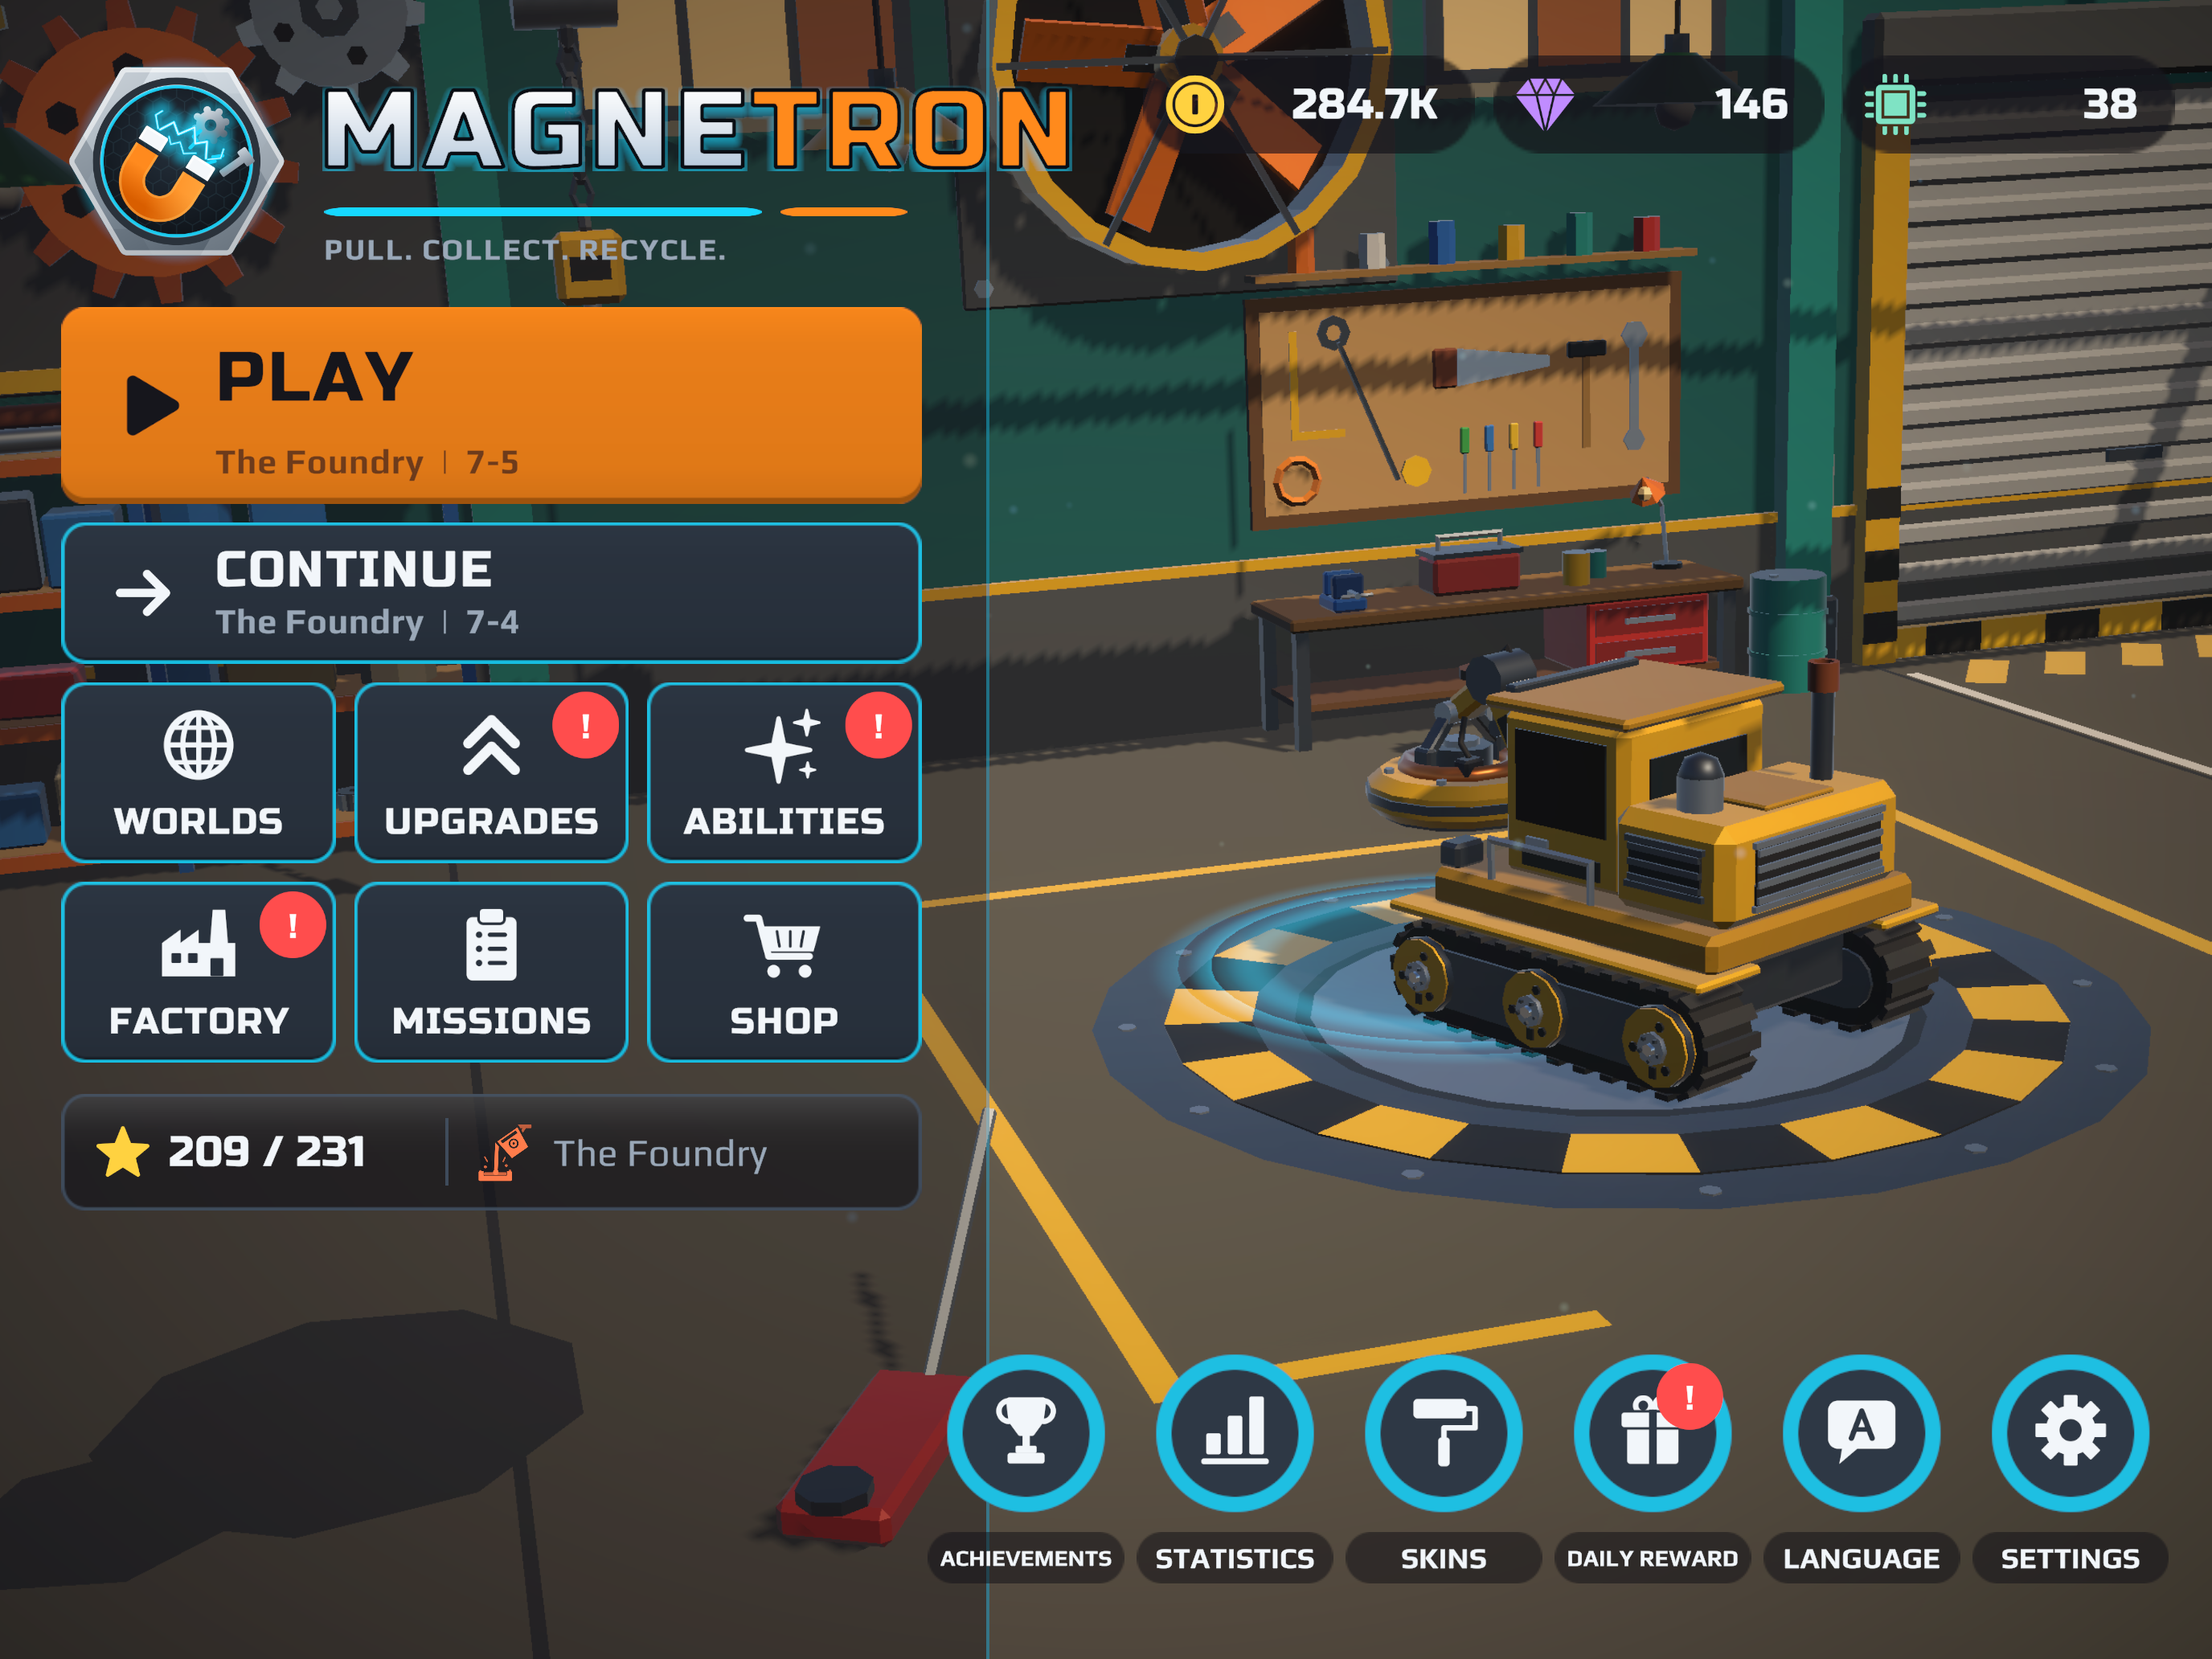 MAGNETRON
PULL. COLLECT. RECYCLE.
284.7K
146
38
PLAY
The Foundry | 7-5
CONTINUE
The Foundry | 7-4
WORLDS
! UPGRADES
! ABILITIES
! FACTORY
MISSIONS
SHOP
209 / 231 | The Foundry
!
A
ACHIEVEMENTS
STATISTICS
SKINS
DAILY REWARD
LANGUAGE
SETTINGS